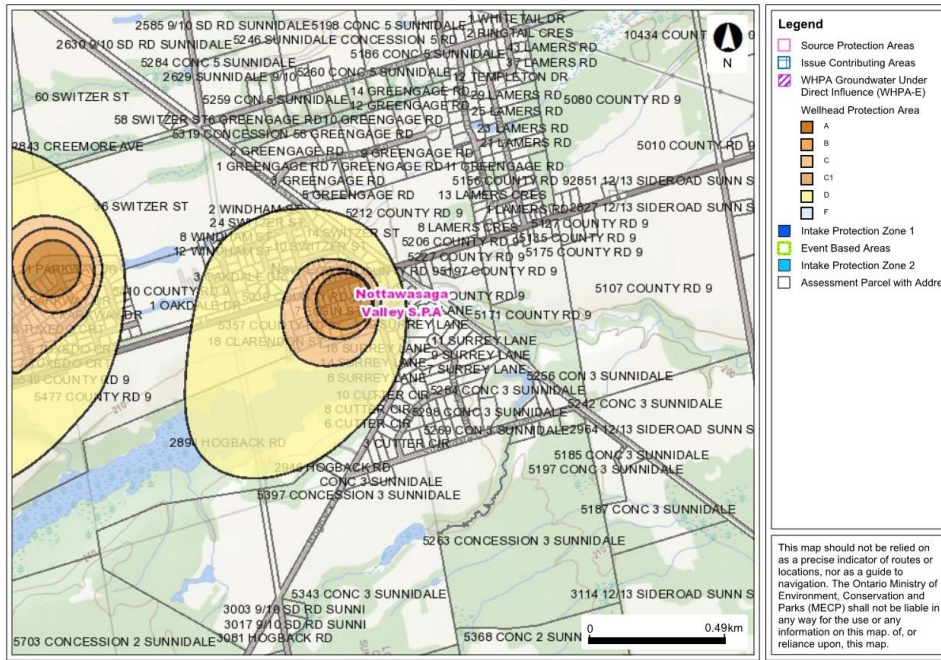 2585 9/10 SD RD SUNNIDALE
5198 CONC 5 SUNNIDALE
1 WHITETAIL DR
2630 9/10 SD RD SUNNIDALE
5246 SUNNIDALE CONCESSION 5 RD
2 RINGTAIL CRES
10434 COUNT
43 LAMERS RD
5186 CONC 5 SUNNIDALE
37 LAMERS RD
N
5284 CONC 5 SUNNIDALE
5260 CONC 5 SUNNIDALE
12 TEMPLETON DR
2629 SUNNIDALE 9/10
60 SWITZER ST
14 GREENGAGE RD
29 LAMERS RD
5080 COUNTY RD 9
5259 CON 5 SUNNIDALE
12 GREENGAGE RD
25 LAMERS RD
58 SWITZER ST
6 GREENGAGE RD
10 GREENGAGE RD
23 LAMERS RD
5319 CONCESSION 5
8 GREENGAGE RD
21 LAMERS RD
5010 COUNTY RD 9
2843 CREEMORE AVE
2 GREENGAGE RD
9 GREENGAGE RD
1 GREENGAGE RD
7 GREENGAGE RD
11 GREENGAGE RD
GREENGAGE RD
5156 COUNTY RD 9
2851 12/13 SIDEROAD SUNN S
GREENGAGE RD
13 LAMERS CRES
SWITZER ST
2 WINDHAM ST
5212 COUNTY RD 9
LAMERS RD
2827 12/13 SIDEROAD SUNN S
8 LAMERS CRES
5127 COUNTY RD 9
8 WINDHAM ST
SWITZER ST
5206 COUNTY RD 9
5185 COUNTY RD 9
5227 COUNTY RD 9
5175 COUNTY RD 9
5197 COUNTY RD 9
5107 COUNTY RD 9
COUNTY RD 9
1 OAKDALE DR
Nottawasaga
Valley S.P.A
5171 COUNTY RD 9
SURREY LANE
18 CLARENDON ST
11 SURREY LANE
9 SURREY LANE
7 SURREY LANE
5549 COUNTY RD 9
8 SURREY LANE
5256 CON 3 SUNNIDALE
5477 COUNTY RD 9
5284 CONC 3 SUNNIDALE
10 CUTTER CIR
5242 CONC 3 SUNNIDALE
210
200
8 CUTTER CIR
5298 CONC 3 SUNNIDALE
6 CUTTER CIR
5269 CON 3 SUNNIDALE
2964 12/13 SIDEROAD SUNN S
2894 HOGBACK RD
3 CUTTER CIR
5185 CONC 3 SUNNIDALE
2946 HOGBACK RD
5197 CONC 3 SUNNIDALE
CONC 3 SUNNIDALE
5397 CONCESSION 3 SUNNIDALE
5187 CONC 3 SUNNIDALE
5263 CONCESSION 3 SUNNIDALE
210
210
5343 CONC 3 SUNNIDALE
3114 12/13 SIDEROAD SUNN S
3003 9/10 SD RD SUNNI
3017 9/10 SD RD SUNNI
3081 HOGBACK RD
5703 CONCESSION 2 SUNNIDALE
5368 CONC 2 SUNN
0
0.49km
Legend
Source Protection Areas
Issue Contributing Areas
WHPA Groundwater Under
Direct Influence (WHPA-E)
Wellhead Protection Area
A
B
C
C1
D
F
Intake Protection Zone 1
Event Based Areas
Intake Protection Zone 2
Assessment Parcel with Addre
This map should not be relied on
as a precise indicator of routes or
locations, nor as a guide to
navigation. The Ontario Ministry of
Environment, Conservation and
Parks (MECP) shall not be liable in
any way for the use or any
information on this map. of, or
reliance upon, this map.